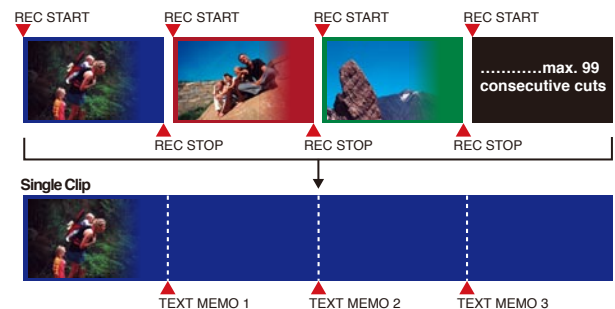 REC START
REC START
REC START
REC START
............max. 99
consecutive cuts
REC STOP
REC STOP
REC STOP
Single Clip
TEXT MEMO 1
TEXT MEMO 2
TEXT MEMO 3